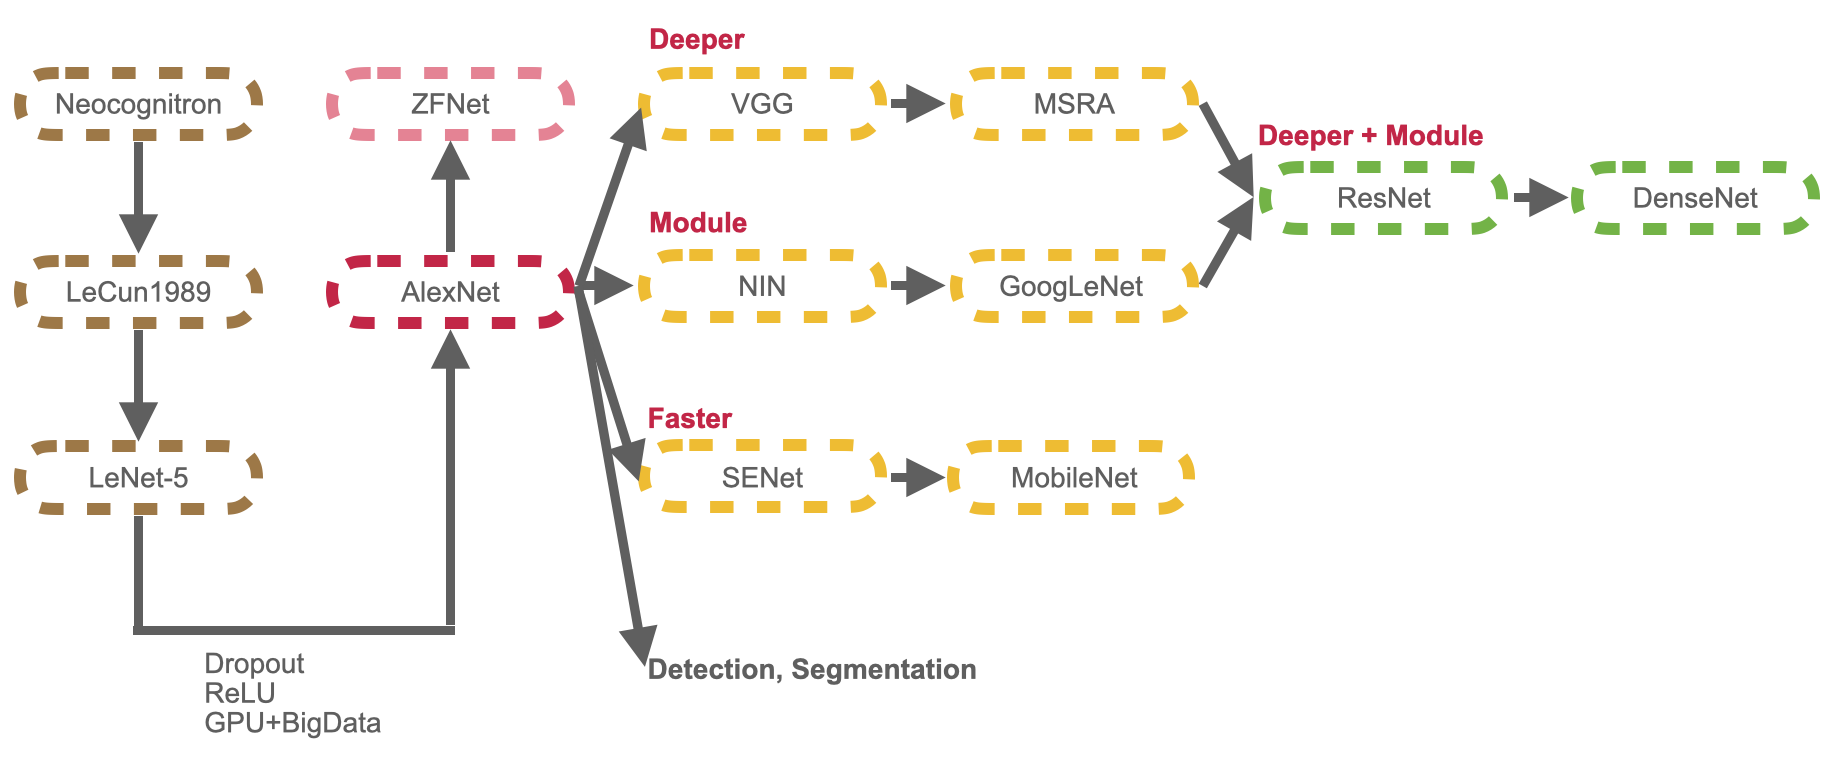 Neocognitron
LeCun1989
LeNet-5
Dropout
ReLU
GPU+BigData
ZFNet
AlexNet
Deeper
VGG
MSRA
Module
NIN
GoogLeNet
Faster
SENet
MobileNet
Detection, Segmentation
Deeper + Module
ResNet
DenseNet